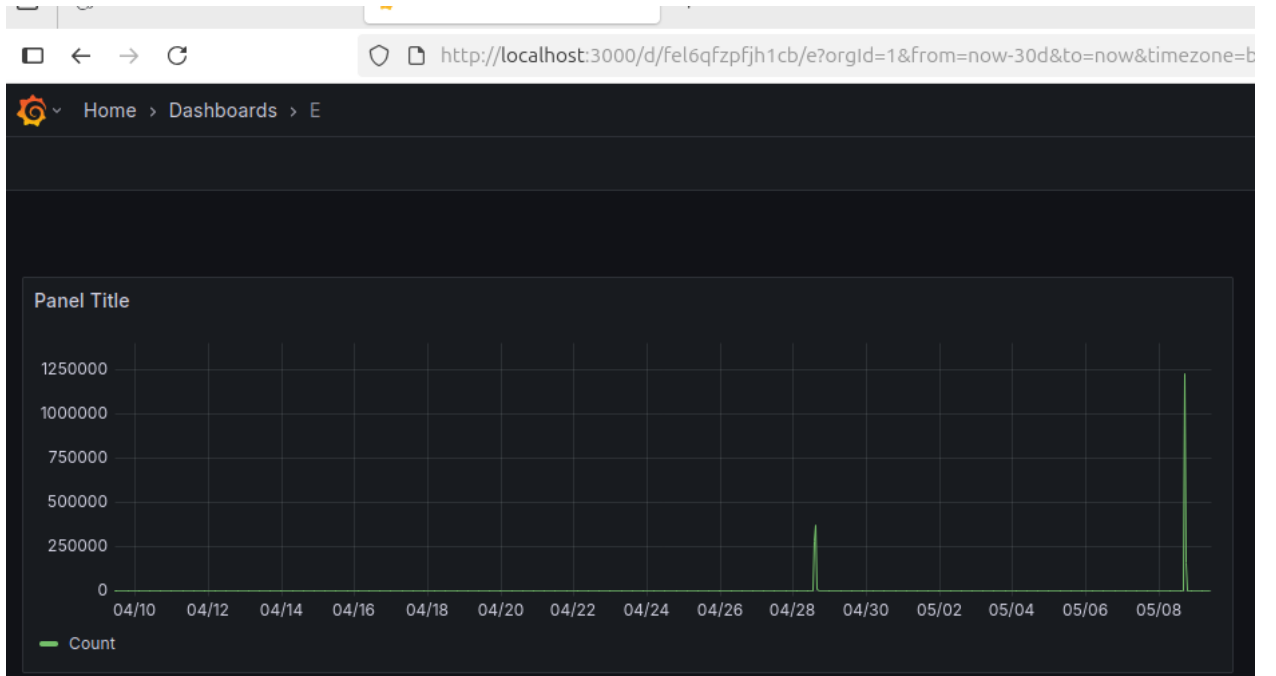 http://localhost:3000/d/fel6qfzpfjh1cb/e?orgId=1&from=now-30d&to=now&timezone=b
Home › Dashboards › E
Panel Title
1250000
1000000
750000
500000
250000
0
04/10 04/12 04/14 04/16 04/18 04/20 04/22 04/24 04/26 04/28 04/30 05/02 05/04 05/06 05/08
Count